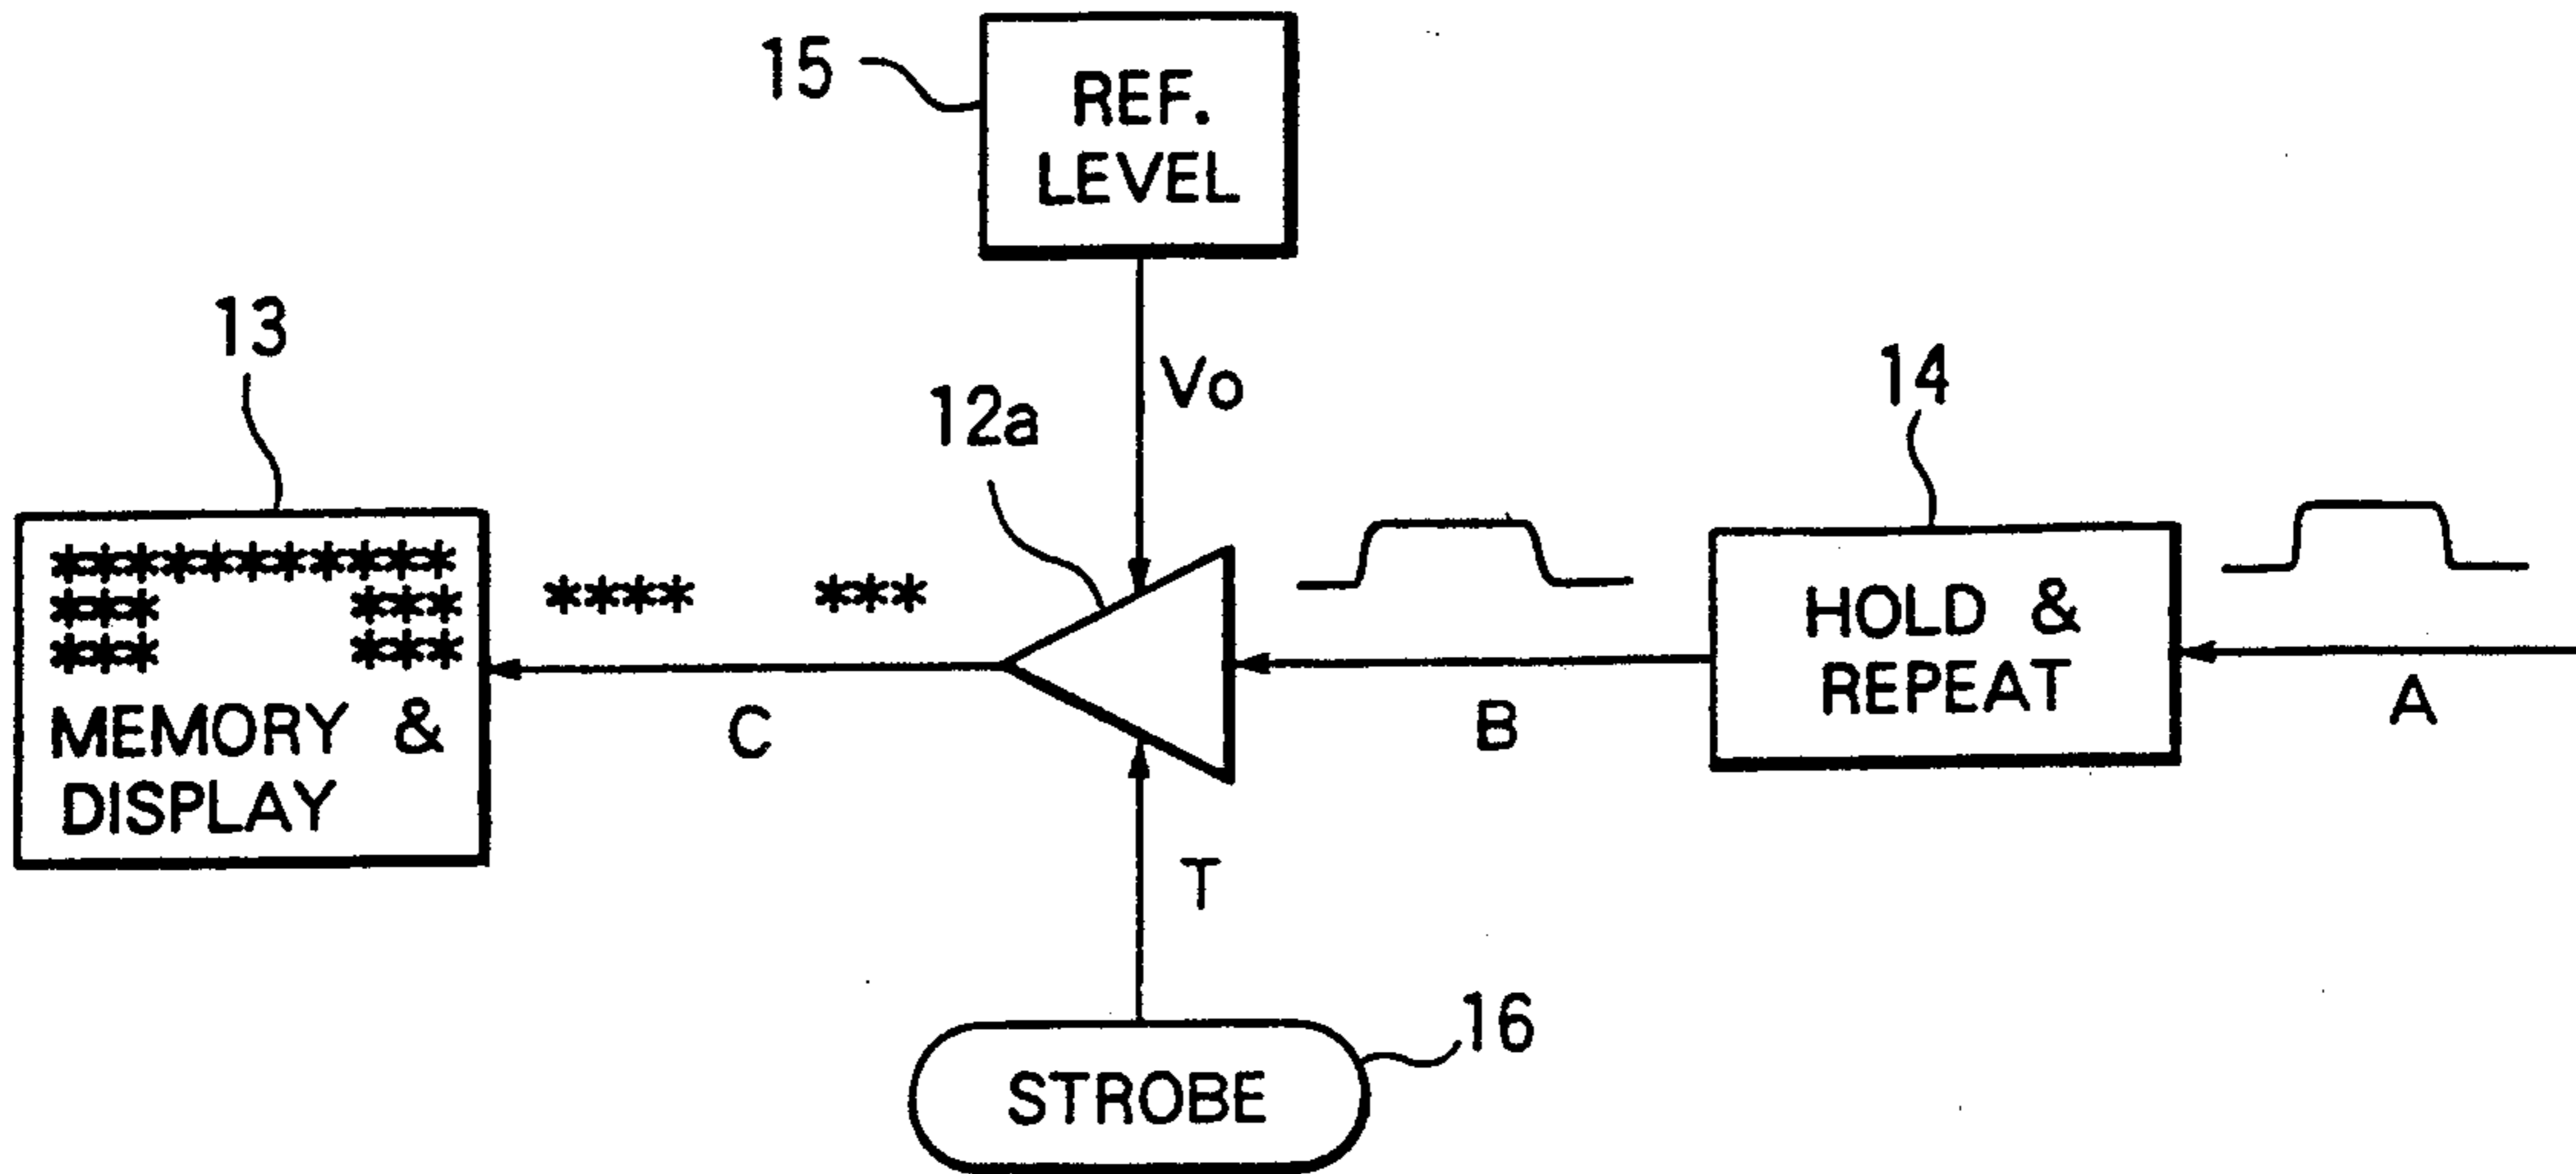 15
REF.
LEVEL
13
12a
Vo
14
***********
*** ***
*** ***
**** ***
MEMORY &
DISPLAY
C
B
HOLD &
REPEAT
A
T
16
STROBE